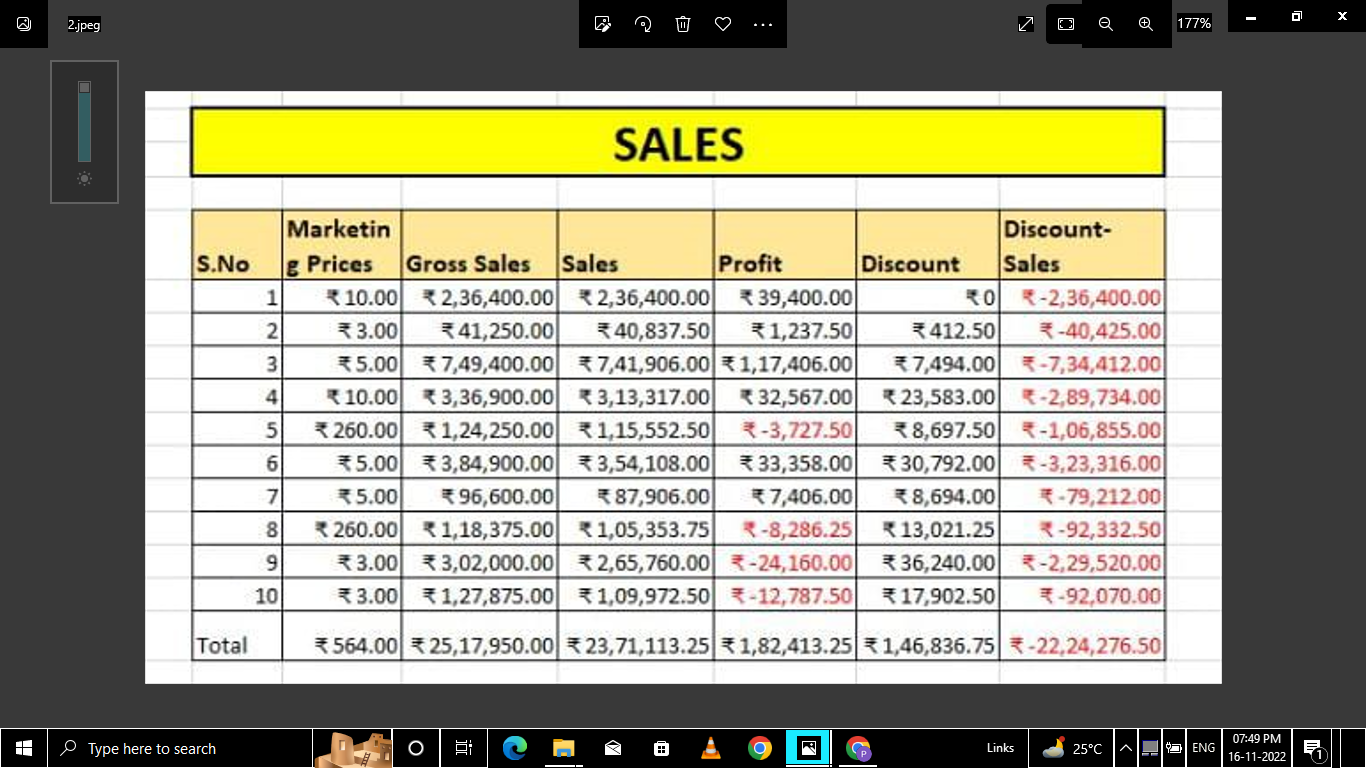 2.jpeg
177%
SALES
S.No Marketin
g Prices Gross Sales Sales Profit Discount Discount-
Sales
1 ₹ 10.00 ₹ 2,36,400.00 ₹ 2,36,400.00 ₹ 39,400.00 ₹ 0 ₹ -2,36,400.00
2 ₹ 3.00 ₹ 41,250.00 ₹ 40,837.50 ₹ 1,237.50 ₹ 412.50 ₹ -40,425.00
3 ₹ 5.00 ₹ 7,49,400.00 ₹ 7,41,906.00 ₹ 1,17,406.00 ₹ 7,494.00 ₹ -7,34,412.00
4 ₹ 10.00 ₹ 3,36,900.00 ₹ 3,13,317.00 ₹ 32,567.00 ₹ 23,583.00 ₹ -2,89,734.00
5 ₹ 260.00 ₹ 1,24,250.00 ₹ 1,15,552.50 ₹ -3,727.50 ₹ 8,697.50 ₹ -1,06,855.00
6 ₹ 5.00 ₹ 3,84,900.00 ₹ 3,54,108.00 ₹ 33,358.00 ₹ 30,792.00 ₹ -3,23,316.00
7 ₹ 5.00 ₹ 96,600.00 ₹ 87,906.00 ₹ 7,406.00 ₹ 8,694.00 ₹ -79,212.00
8 ₹ 260.00 ₹ 1,18,375.00 ₹ 1,05,353.75 ₹ -8,286.25 ₹ 13,021.25 ₹ -92,332.50
9 ₹ 3.00 ₹ 3,02,000.00 ₹ 2,65,760.00 ₹ -24,160.00 ₹ 36,240.00 ₹ -2,29,520.00
10 ₹ 3.00 ₹ 1,27,875.00 ₹ 1,09,972.50 ₹ -12,787.50 ₹ 17,902.50 ₹ -92,070.00
Total ₹ 564.00 ₹ 25,17,950.00 ₹ 23,71,113.25 ₹ 1,82,413.25 ₹ 1,46,836.75 ₹ -22,24,276.50
Type here to search
Links
25°C
ENG
07:49 PM
16-11-2022
1
P